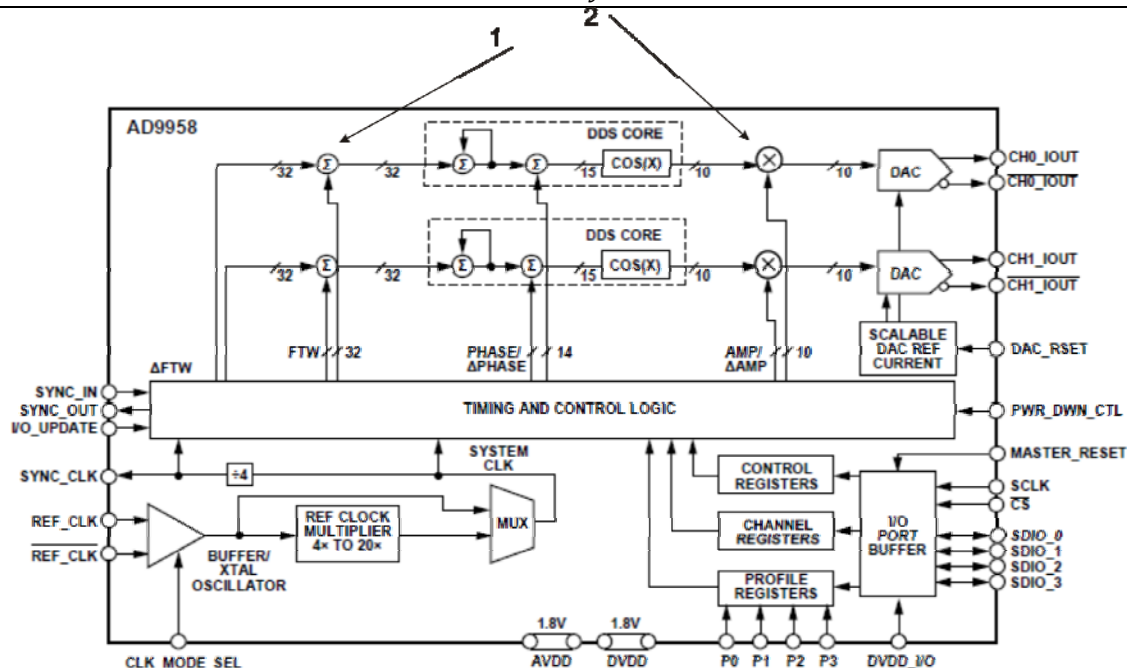 1
2
AD9958
DDS CORE
32
Σ
32
Σ
Σ
15
COS(X)
10
×
10
DAC
CH0_IOUT
CH0_IOUT
DDS CORE
32
Σ
32
Σ
Σ
15
COS(X)
10
×
10
DAC
CH1_IOUT
CH1_IOUT
ΔFTW
FTW
32
PHASE/
ΔPHASE
14
AMP/
ΔAMP
10
SCALABLE
DAC REF
CURRENT
DAC_RSET
SYNC_IN
SYNC_OUT
I/O_UPDATE
TIMING AND CONTROL LOGIC
PWR_DWN_CTL
SYNC_CLK
÷4
SYSTEM
CLK
REF_CLK
REF_CLK
BUFFER/
XTAL
OSCILLATOR
REF CLOCK
MULTIPLIER
4× TO 20×
MUX
CONTROL
REGISTERS
CHANNEL
REGISTERS
PROFILE
REGISTERS
I/O
PORT
BUFFER
MASTER_RESET
SCLK
CS
SDIO_0
SDIO_1
SDIO_2
SDIO_3
1.8V
1.8V
CLK_MODE_SEL
AVDD
DVDD
P0
P1
P2
P3
DVDD_I/O